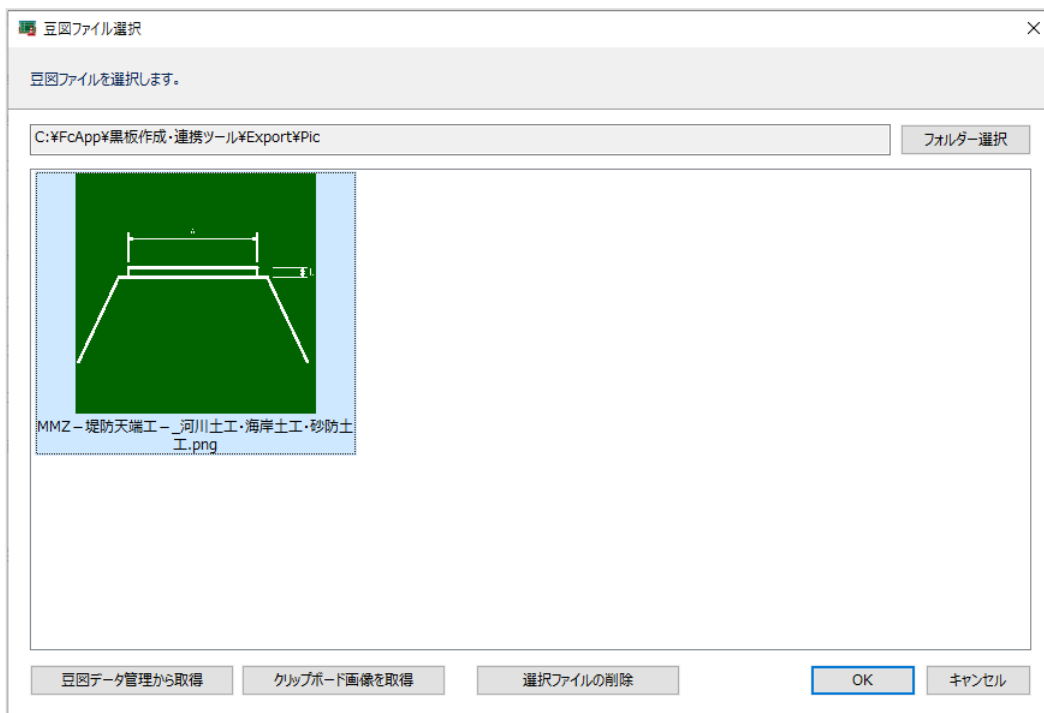 豆図ファイル選択
豆図ファイルを選択します。
C:¥FcApp¥黒板作成・連携ツール¥Export¥Pic
フォルダー選択
A
MMZ－堤防天端工－_河川土工・海岸土工・砂防土
工.png
豆図データ管理から取得
クリップボード画像を取得
選択ファイルの削除
OK
キャンセル